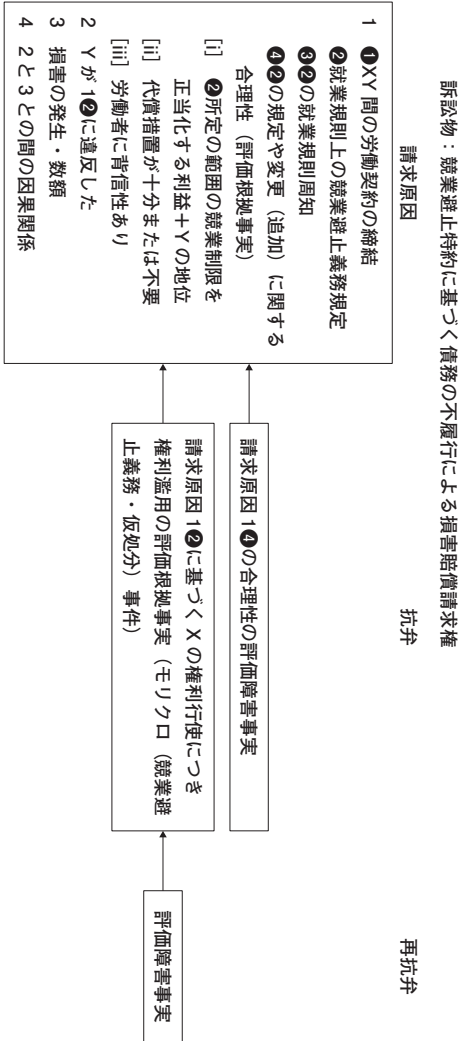 訴訟物：競業避止特約に基づく債務の不履行による損害賠償請求権
請求原因
抗弁
再抗弁
1 ❶XY間の労働契約の締結
❷就業規則上の競業避止義務規定
❸❷の就業規則周知
❹❷の規定や変更（追加）に関する
合理性（評価根拠事実）
[i] ❷所定の範囲の競業制限を
正当化する利益＋Yの地位
[ii] 代償措置が十分または不要
[iii] 労働者に背信性あり
2 Yが1❷に違反した
3 損害の発生・数額
4 2と3との間の因果関係
請求原因1❹の合理性の評価障害事実
請求原因1❷に基づくXの権利行使につき
権利濫用の評価根拠事実（モリクロ（競業避
止義務・仮処分）事件）
評価障害事実